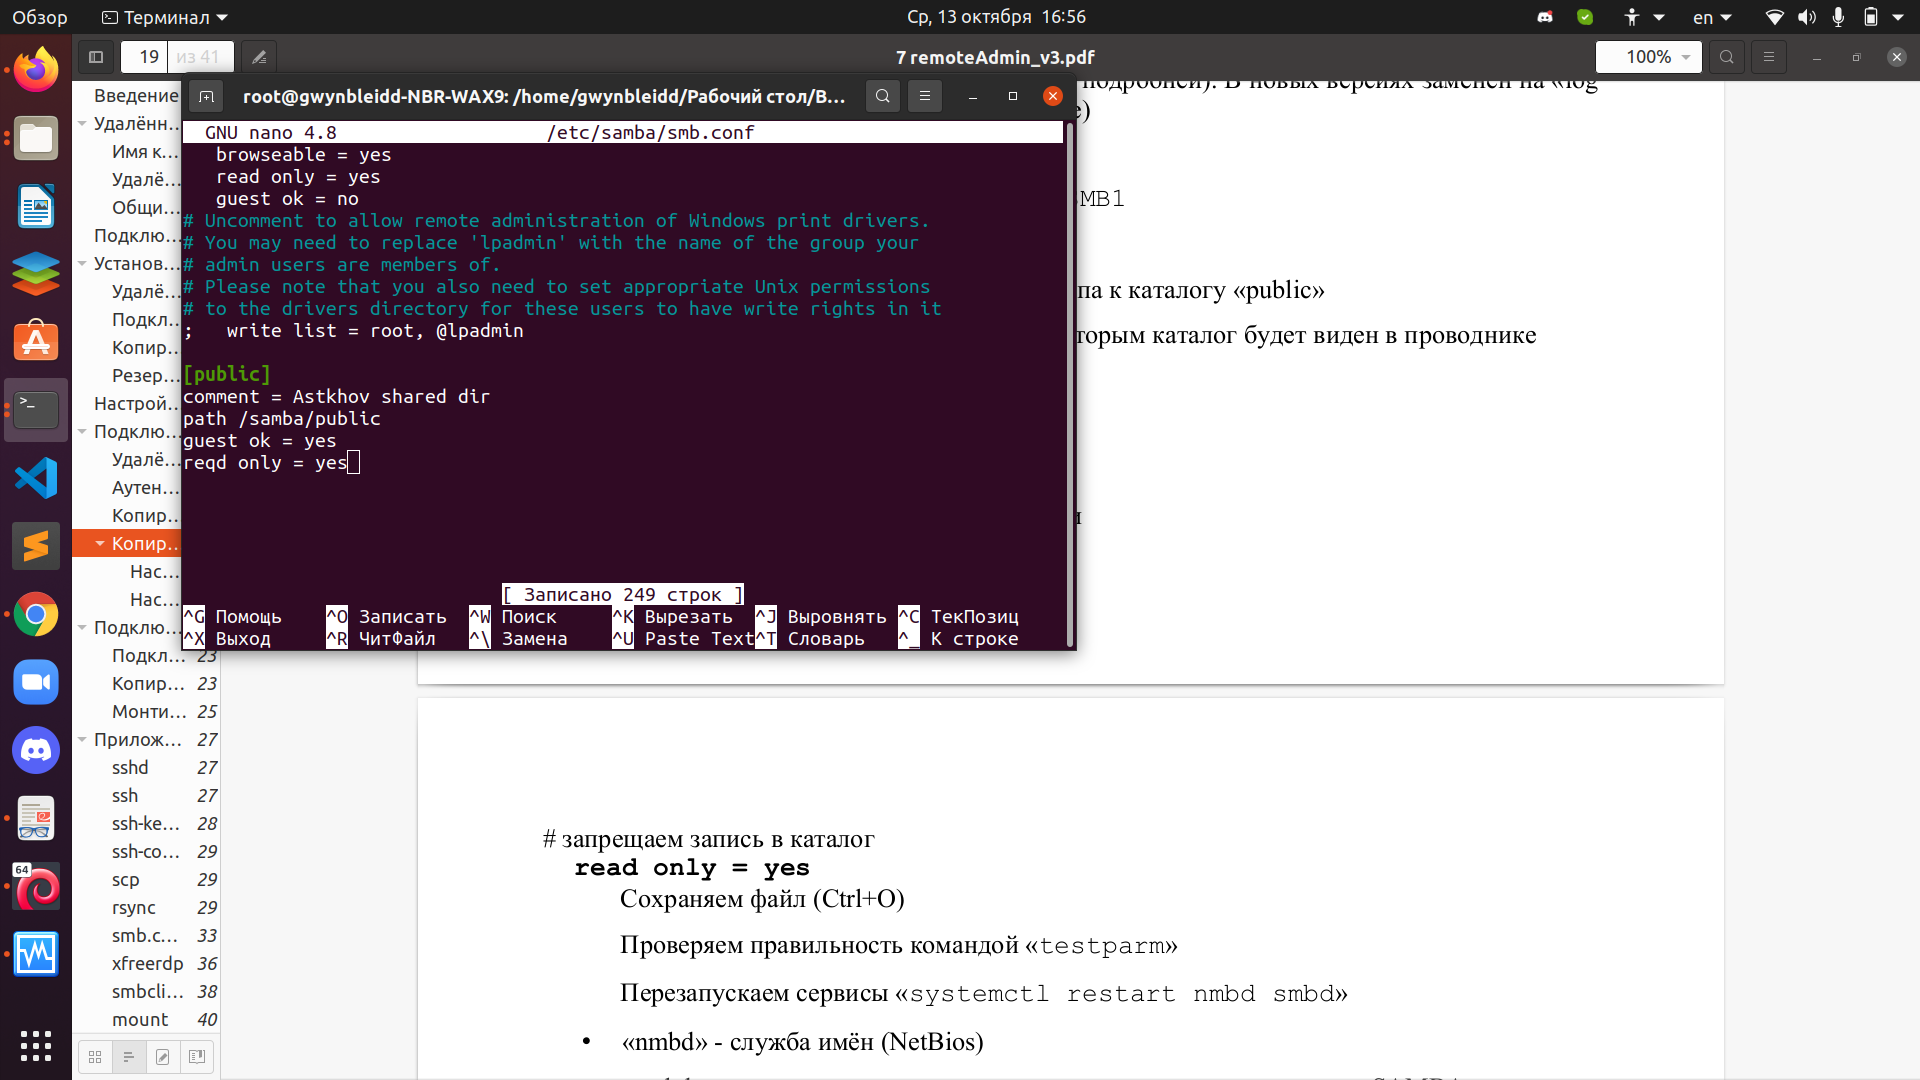 Обзор
Терминал
Ср, 13 октября 16:56
en
19 из 41
7 remoteAdmin_v3.pdf
100%
Введение
Удалённ...
Имя к...
Удалё...
Общи...
Подклю...
Установ...
Удалё...
Подкл...
Копир...
Резер...
Настрой...
Подклю...
Удалё...
Аутен...
Копир...
Копир...
Нас...
Нас...
Подклю...
Подкл... 23
Копир... 23
Монти... 25
Прилож... 27
sshd 27
ssh 27
ssh-ke... 28
ssh-co... 29
scp 29
rsync 29
smb.c... 33
xfreerdp 36
smbcli... 38
mount 40
64
root@gwynbleidd-NBR-WAX9: /home/gwynbleidd/Рабочий стол/В...
GNU nano 4.8 /etc/samba/smb.conf
browseable = yes
read only = yes
guest ok = no
# Uncomment to allow remote administration of Windows print drivers.
# You may need to replace 'lpadmin' with the name of the group your
# admin users are members of.
# Please note that you also need to set appropriate Unix permissions
# to the drivers directory for these users to have write rights in it
; write list = root, @lpadmin
[public]
comment = Astkhov shared dir
path /samba/public
guest ok = yes
reqd only = yes
[ Записано 249 строк ]
^G Помощь ^O Записать ^W Поиск ^K Вырезать ^J Выровнять ^C ТекПозиц
^X Выход ^R ЧитФайл ^\ Замена ^U Paste Text ^T Словарь ^_ К строке
подробней). В новых версиях заменен на «log
)
MB1
па к каталогу «public»
торым каталог будет виден в проводнике
# запрещаем запись в каталог
read only = yes
Сохраняем файл (Ctrl+O)
Проверяем правильность командой «testparm»
Перезапускаем сервисы «systemctl restart nmbd smbd»
• «nmbd» - служба имён (NetBios)